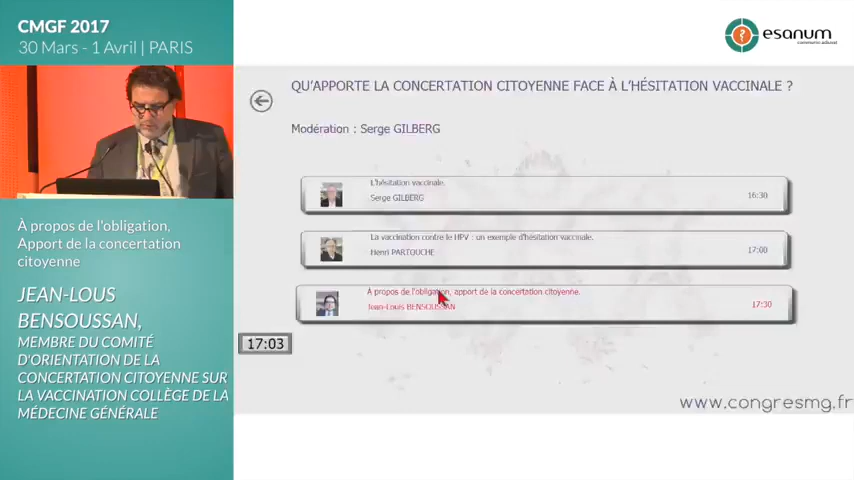 CMGF 2017
30 Mars - 1 Avril | PARIS
esanum
QU'APPORTE LA CONCERTATION CITOYENNE FACE À L'HÉSITATION VACCINALE ?
Modération : Serge GILBERG
L'hésitation vaccinale.
Serge GILBERG
16:30
La vaccination contre le HPV : un exemple d'hésitation vaccinale.
Henri PARTOUCHE
17:00
À propos de l'obligation, apport de la concertation citoyenne.
Jean-Louis BENSOUSSAN
17:30
17:03
www.congresmg.fr
À propos de l'obligation,
Apport de la concertation
citoyenne
JEAN-LOUS
BENSOUSSAN,
MEMBRE DU COMITÉ
D'ORIENTATION DE LA
CONCERTATION CITOYENNE SUR
LA VACCINATION COLLÈGE DE LA
MÉDECINE GÉNÉRALE